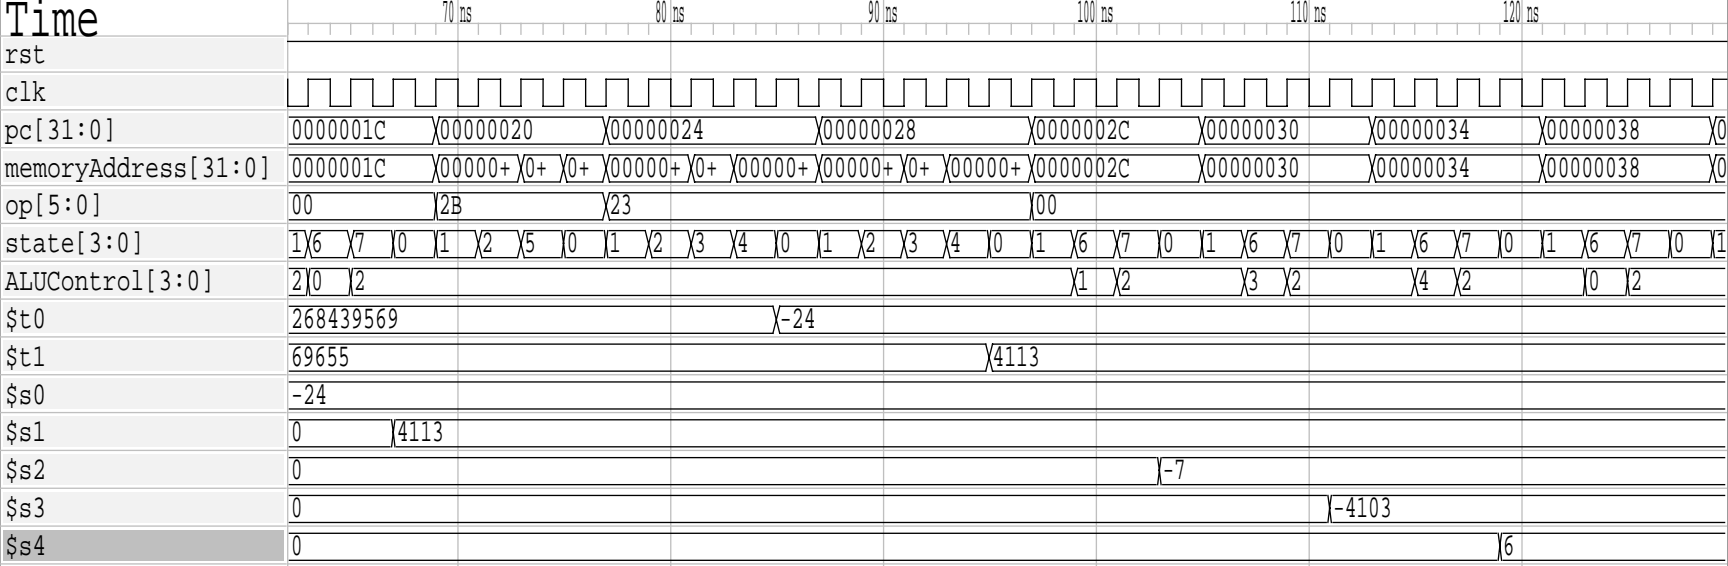 Time 70 ns 80 ns 90 ns 100 ns 110 ns 120 ns
rst
clk
pc[31:0] 0000001C 00000020 00000024 00000028 0000002C 00000030 00000034 00000038 0
memoryAddress[31:0] 0000001C 00000+ 0+ 0+ 00000+ 0+ 00000+ 00000+ 0+ 00000+ 0000002C 00000030 00000034 00000038 0
op[5:0] 00 2B 23 00
state[3:0] 1 6 7 0 1 2 5 0 1 2 3 4 0 1 2 3 4 0 1 6 7 0 1 6 7 0 1 6 7 0 1 6 7 0 1
ALUControl[3:0] 2 0 2 1 2 3 2 4 2 0 2
$t0 268439569 -24
$t1 69655 4113
$s0 -24
$s1 0 4113
$s2 0 -7
$s3 0 -4103
$s4 0 6